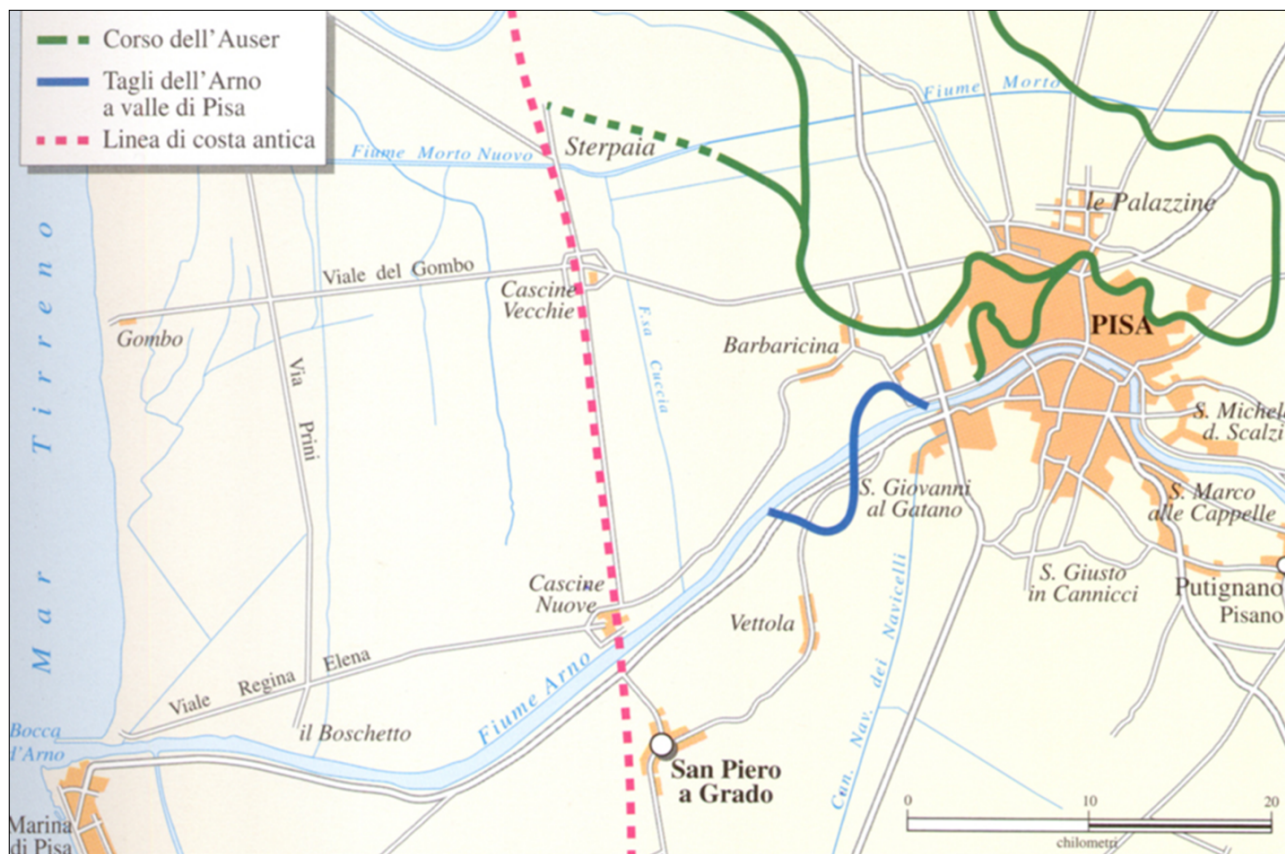 Corso dell'Auser
Tagli dell'Arno
a valle di Pisa
Linea di costa antica
Fiume Morto
Sterpaia
Fiume Morto Nuovo
le Palazzine
Mar Tirreno
Viale del Gombo
Cascine
Vecchie
Gombo
F.sa Cuccia
Barbaricina
PISA
Via Prini
S. Michele
d. Scalzi
S. Giovanni
al Gatano
S. Marco
alle Cappelle
S. Giusto
in Cannicci
Putignano
Pisano
Cascine
Nuove
Vettola
Can. Nav. dei Navicelli
Viale Regina Elena
Fiume Arno
il Boschetto
Bocca
d'Arno
San Piero
a Grado
Marina
di Pisa
0 10 20
chilometri